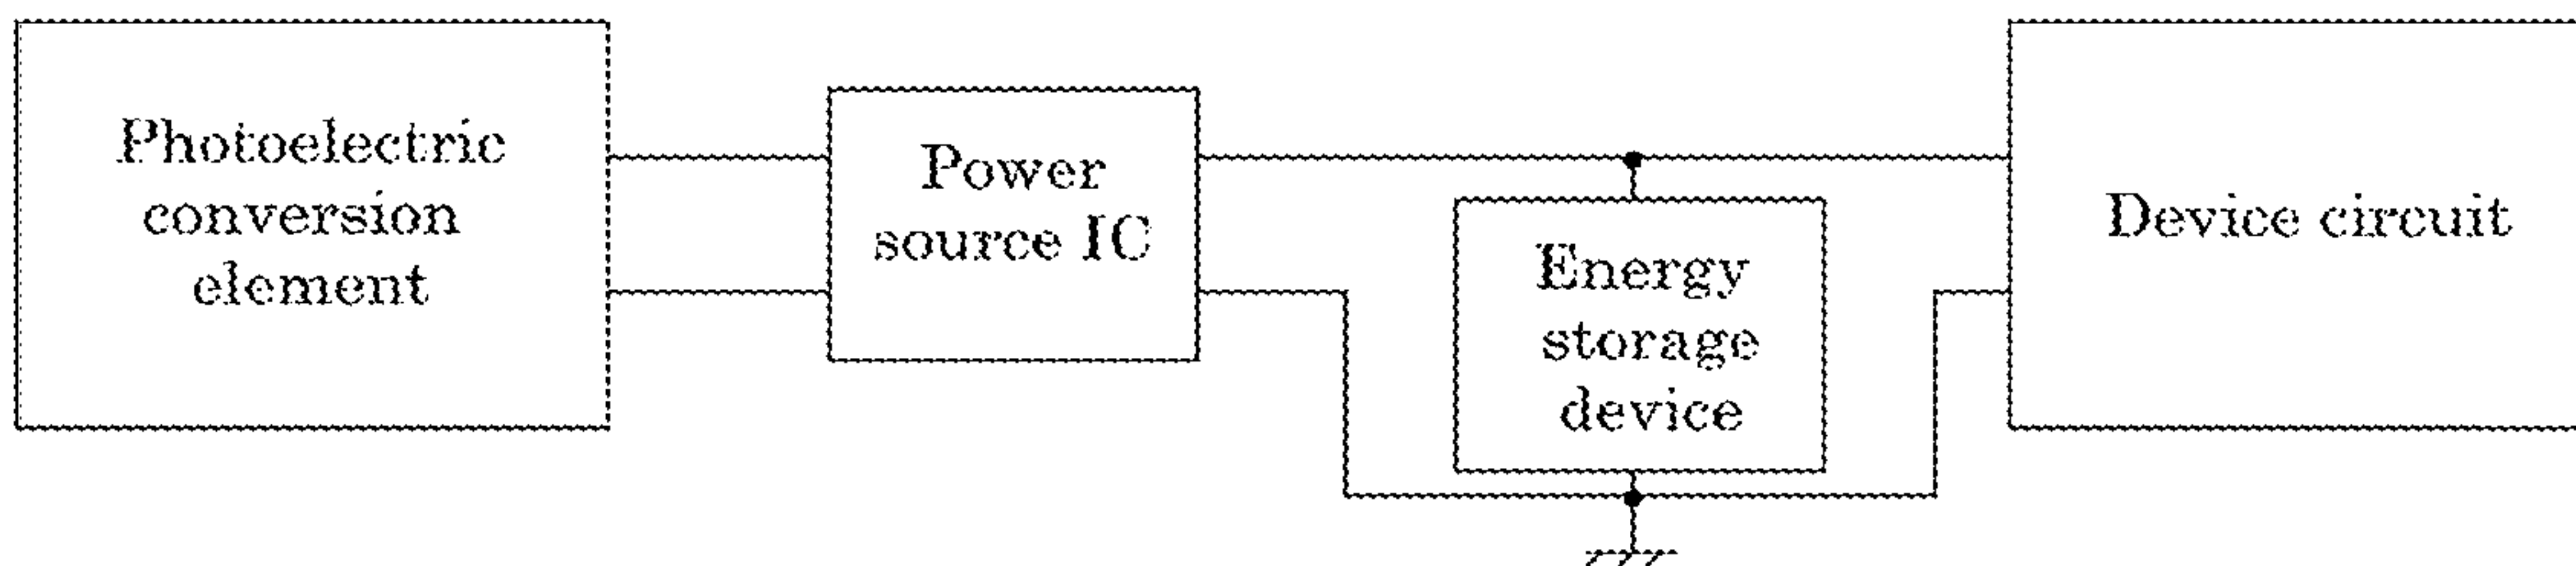 Photoelectric
conversion
element
Power
source IC
Energy
storage
device
Device circuit